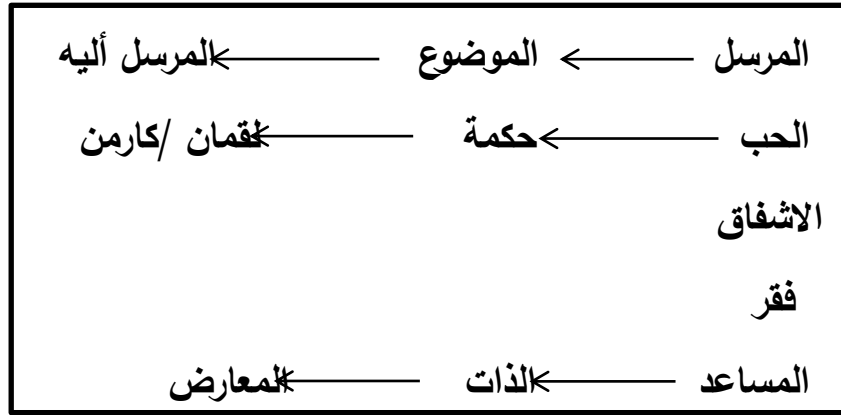 المرسل الموضوع المرسل أليه
الحب حكمة لقمان /كارمن
الاشفاق
فقر
المساعد الذات المعارض